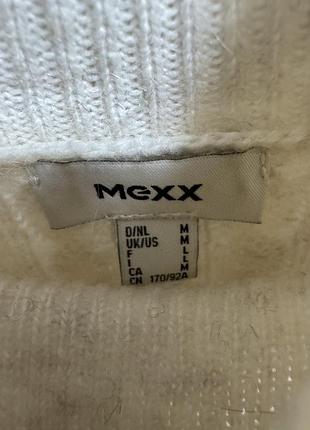 mexx
D/NL M
UK/US M
F L
I L
CA M
CN 170/92A